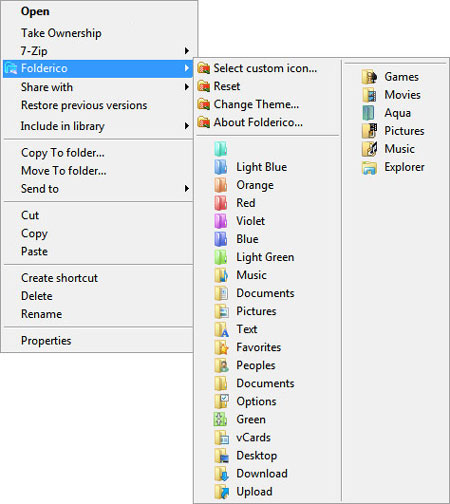 Open
Take Ownership
7-Zip
Folderico
Share with
Restore previous versions
Include in library
Copy To folder...
Move To folder...
Send to
Cut
Copy
Paste
Create shortcut
Delete
Rename
Properties
Select custom icon...
Reset
Change Theme...
About Folderico...
Light Blue
Orange
Red
Violet
Blue
Light Green
Music
Documents
Pictures
Text
Favorites
Peoples
Documents
Options
Green
vCards
Desktop
Download
Upload
Games
Movies
Aqua
Pictures
Music
Explorer